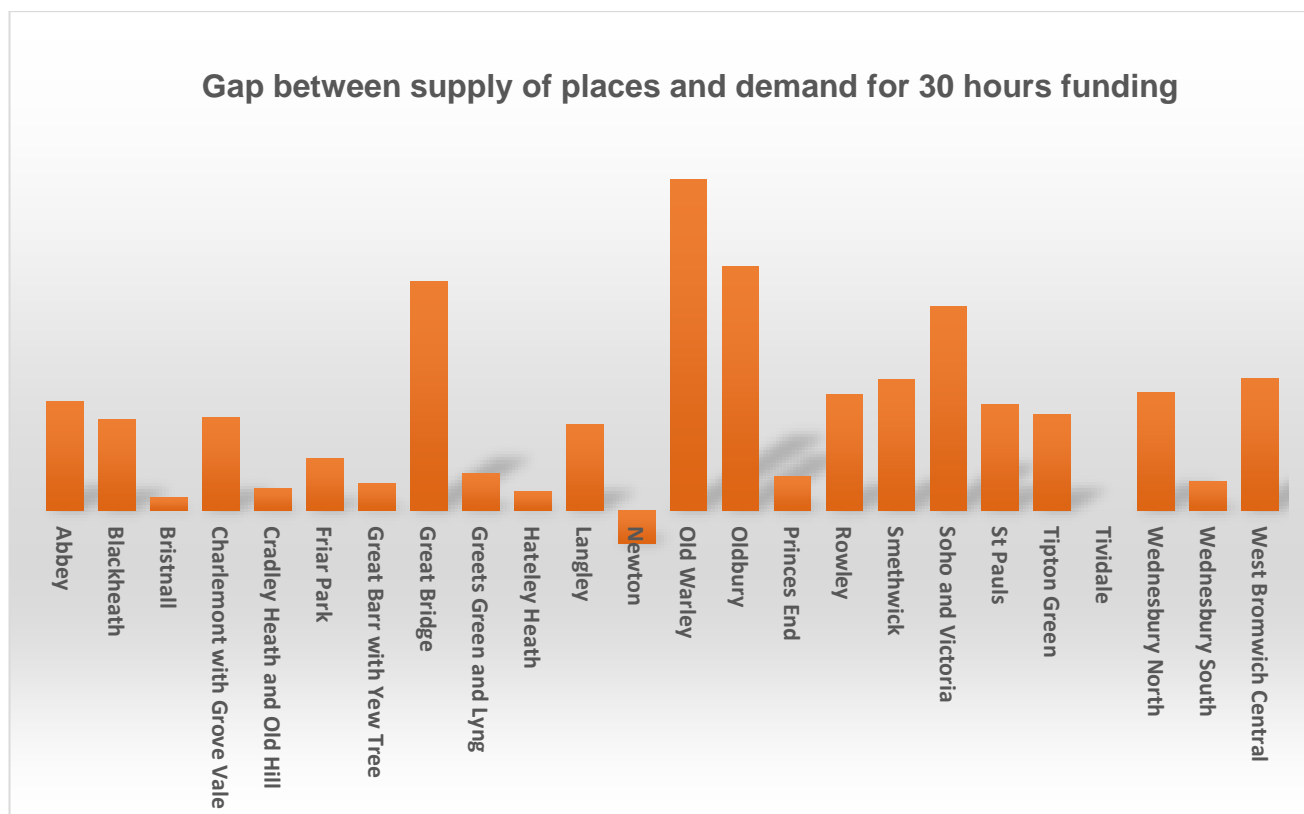 Gap between supply of places and demand for 30 hours funding
Abbey
Blackheath
Bristnall
Charlemont with Grove Vale
Cradley Heath and Old Hill
Friar Park
Great Barr with Yew Tree
Great Bridge
Greets Green and Lyng
Hateley Heath
Langley
Newton
Old Warley
Oldbury
Princes End
Rowley
Smethwick
Soho and Victoria
St Pauls
Tipton Green
Tividale
Wednesbury North
Wednesbury South
West Bromwich Central